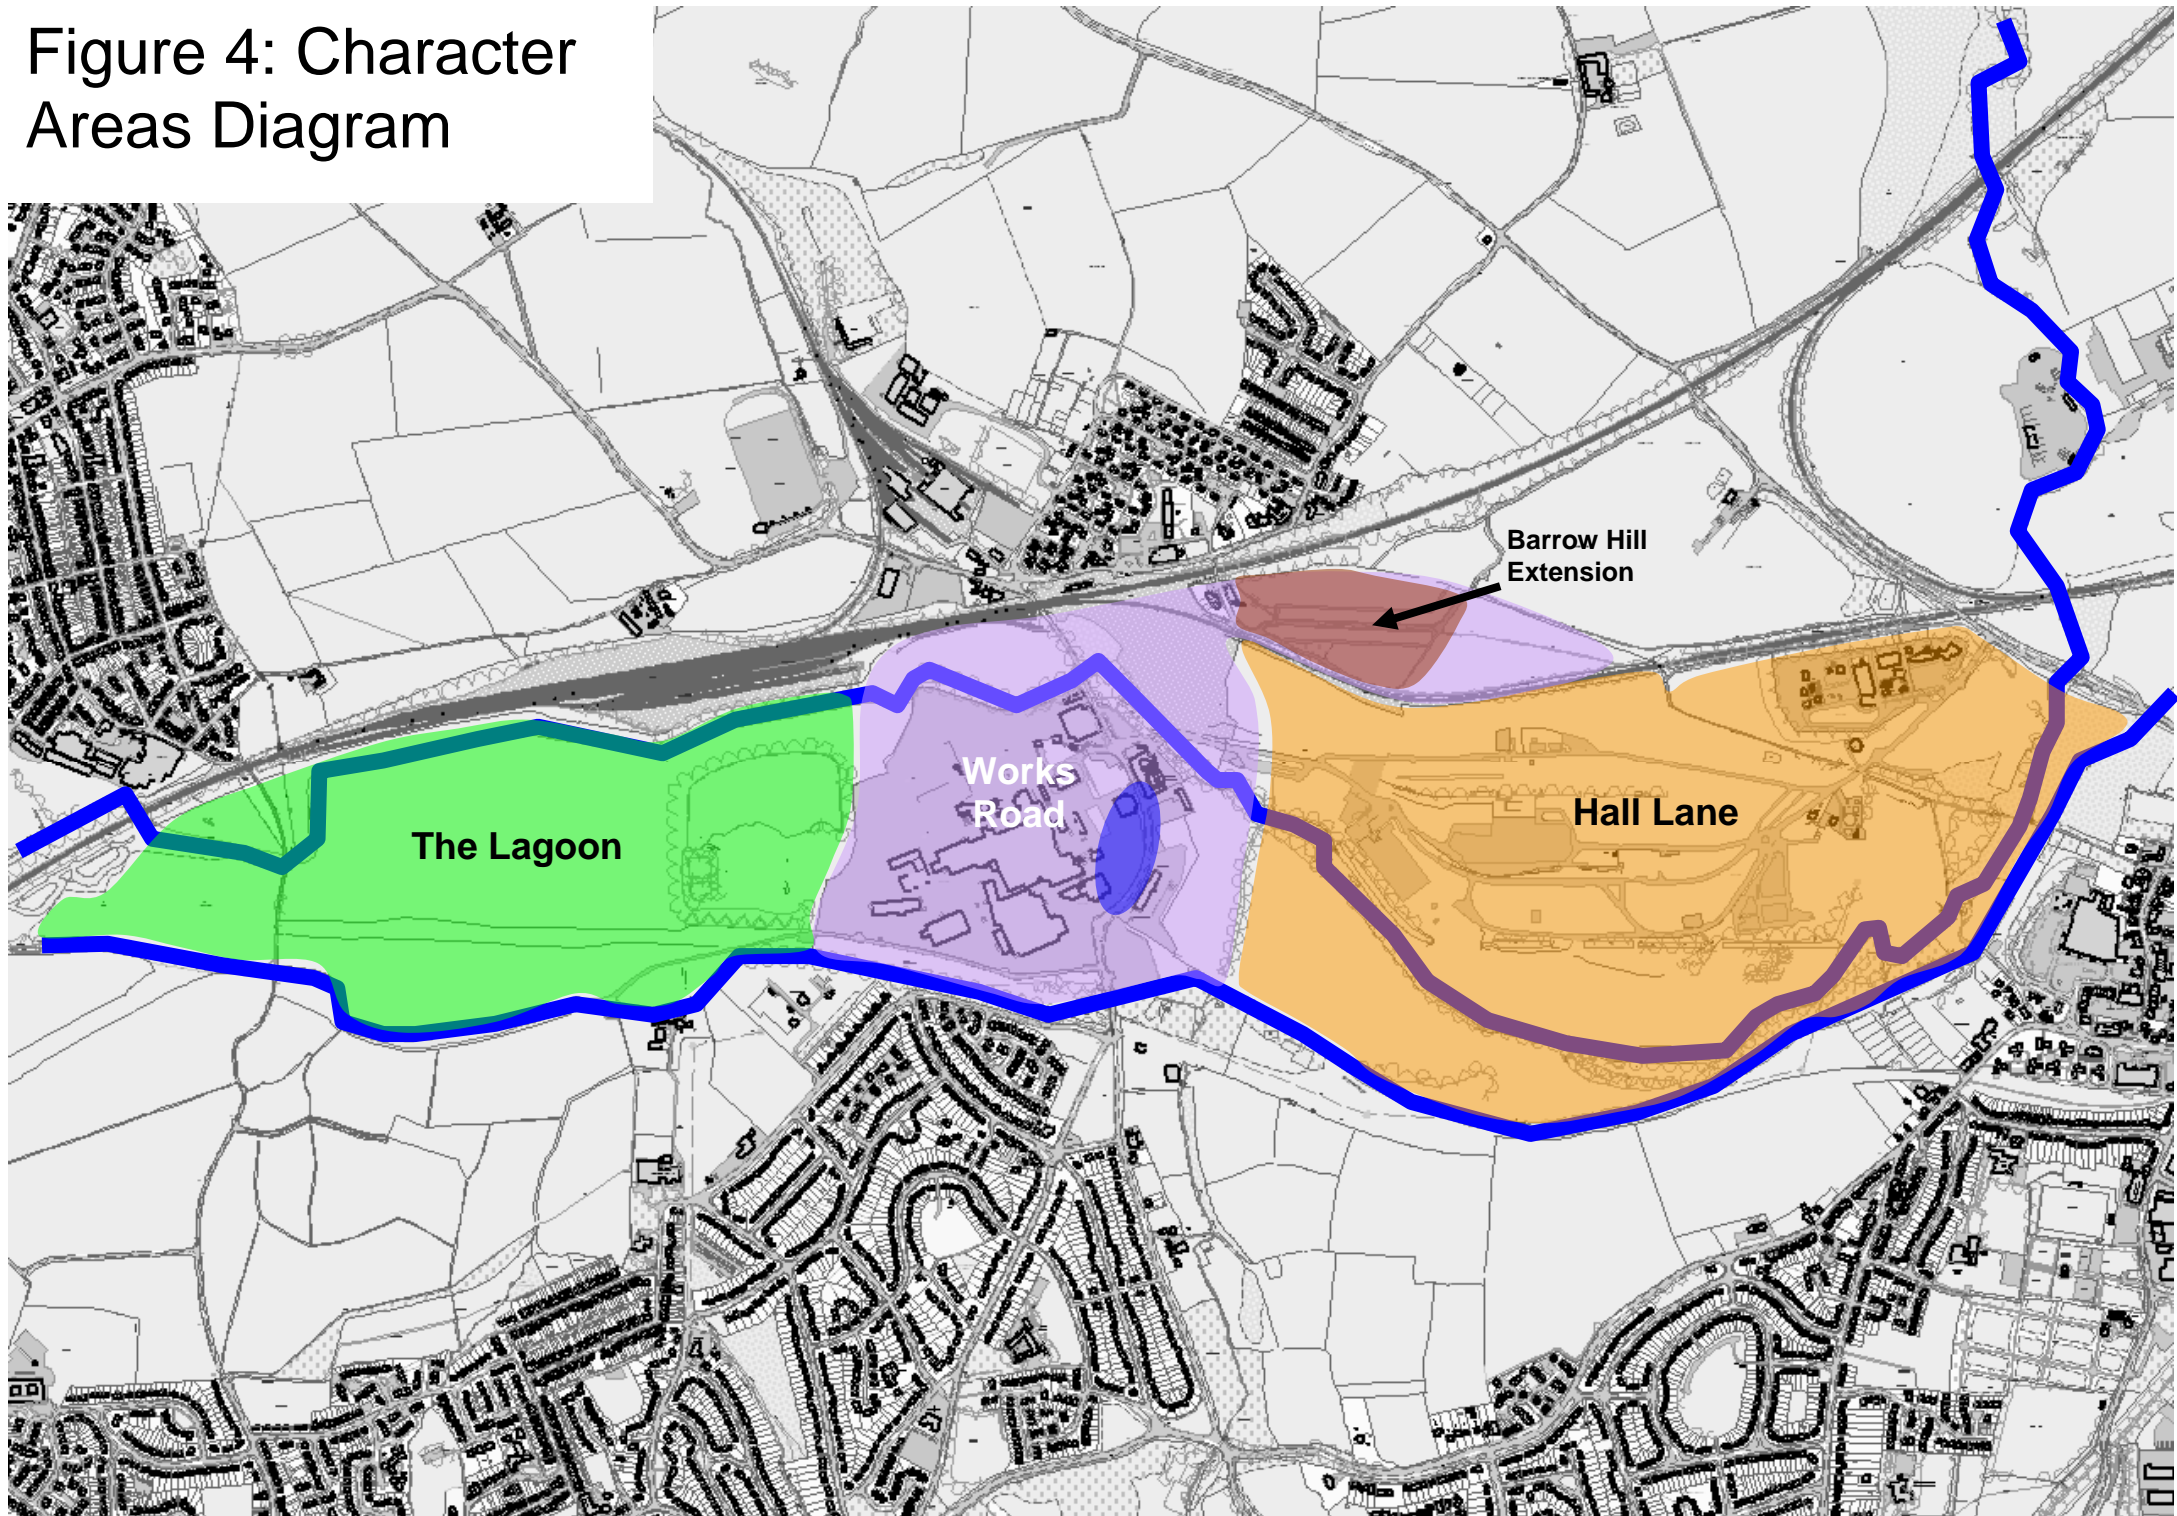 Figure 4: Character
Areas Diagram
Barrow Hill
Extension
Works
Road
Hall Lane
The Lagoon